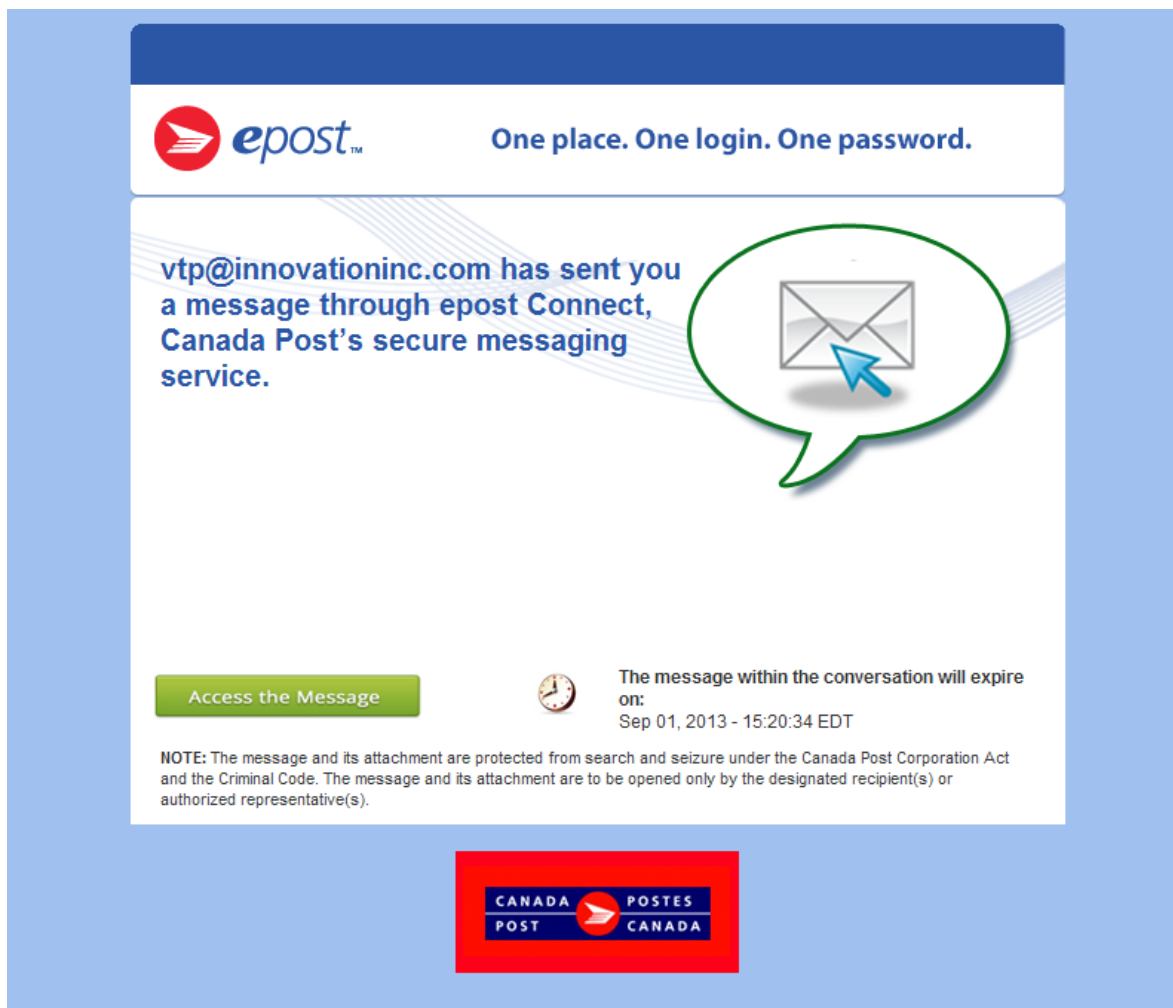 epost™
One place. One login. One password.
vtp@innovationinc.com has sent you
a message through epost Connect,
Canada Post's secure messaging
service.
Access the Message
The message within the conversation will expire
on:
Sep 01, 2013 - 15:20:34 EDT
NOTE: The message and its attachment are protected from search and seizure under the Canada Post Corporation Act
and the Criminal Code. The message and its attachment are to be opened only by the designated recipient(s) or
authorized representative(s).
CANADA POSTES
POST CANADA